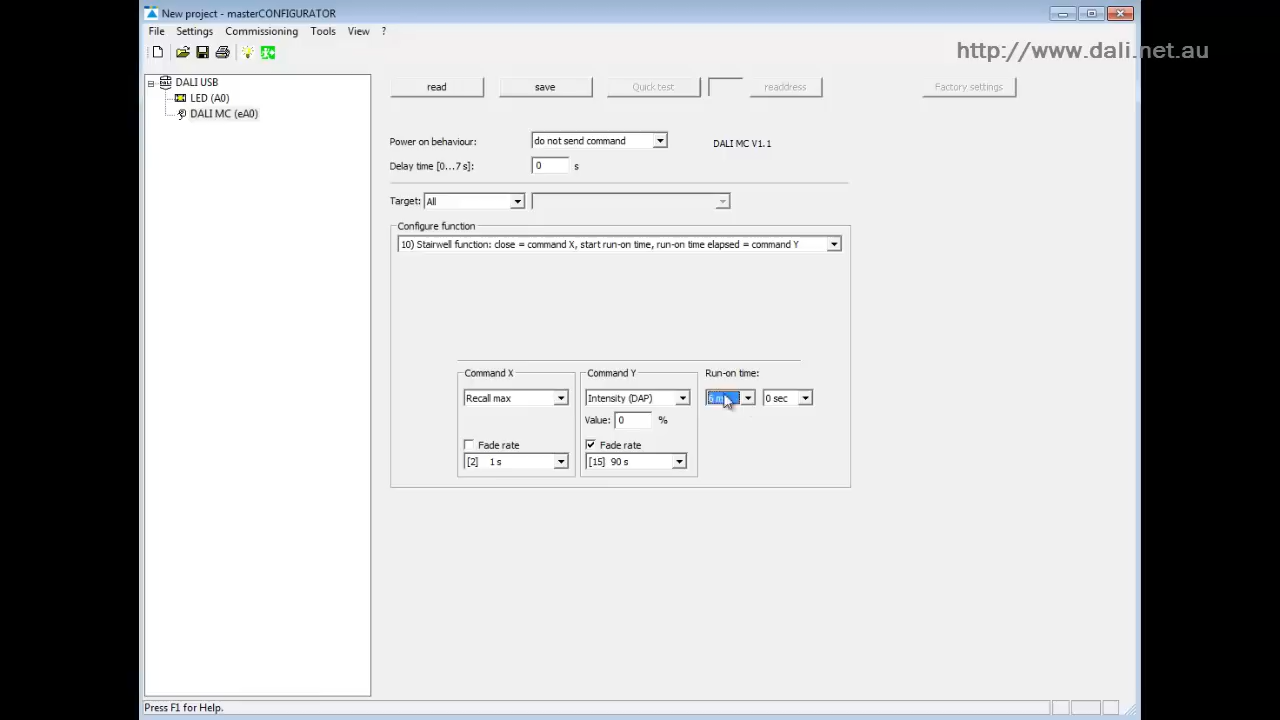 New project - masterCONFIGURATOR
File Settings Commissioning Tools View ?
http://www.dali.net.au
DALI USB
LED (A0)
DALI MC (eA0)
read save Quick test readdress Factory settings
Power on behaviour: do not send command DALI MC V1.1
Delay time [0...7 s]: 0 s
Target: All
Configure function
10) Stairwell function: close = command X, start run-on time, run-on time elapsed = command Y
Command X Command Y Run-on time:
Recall max Intensity (DAP) 6 0 sec
Value: 0 %
Fade rate Fade rate
[2] 1 s [15] 90 s
Press F1 for Help.